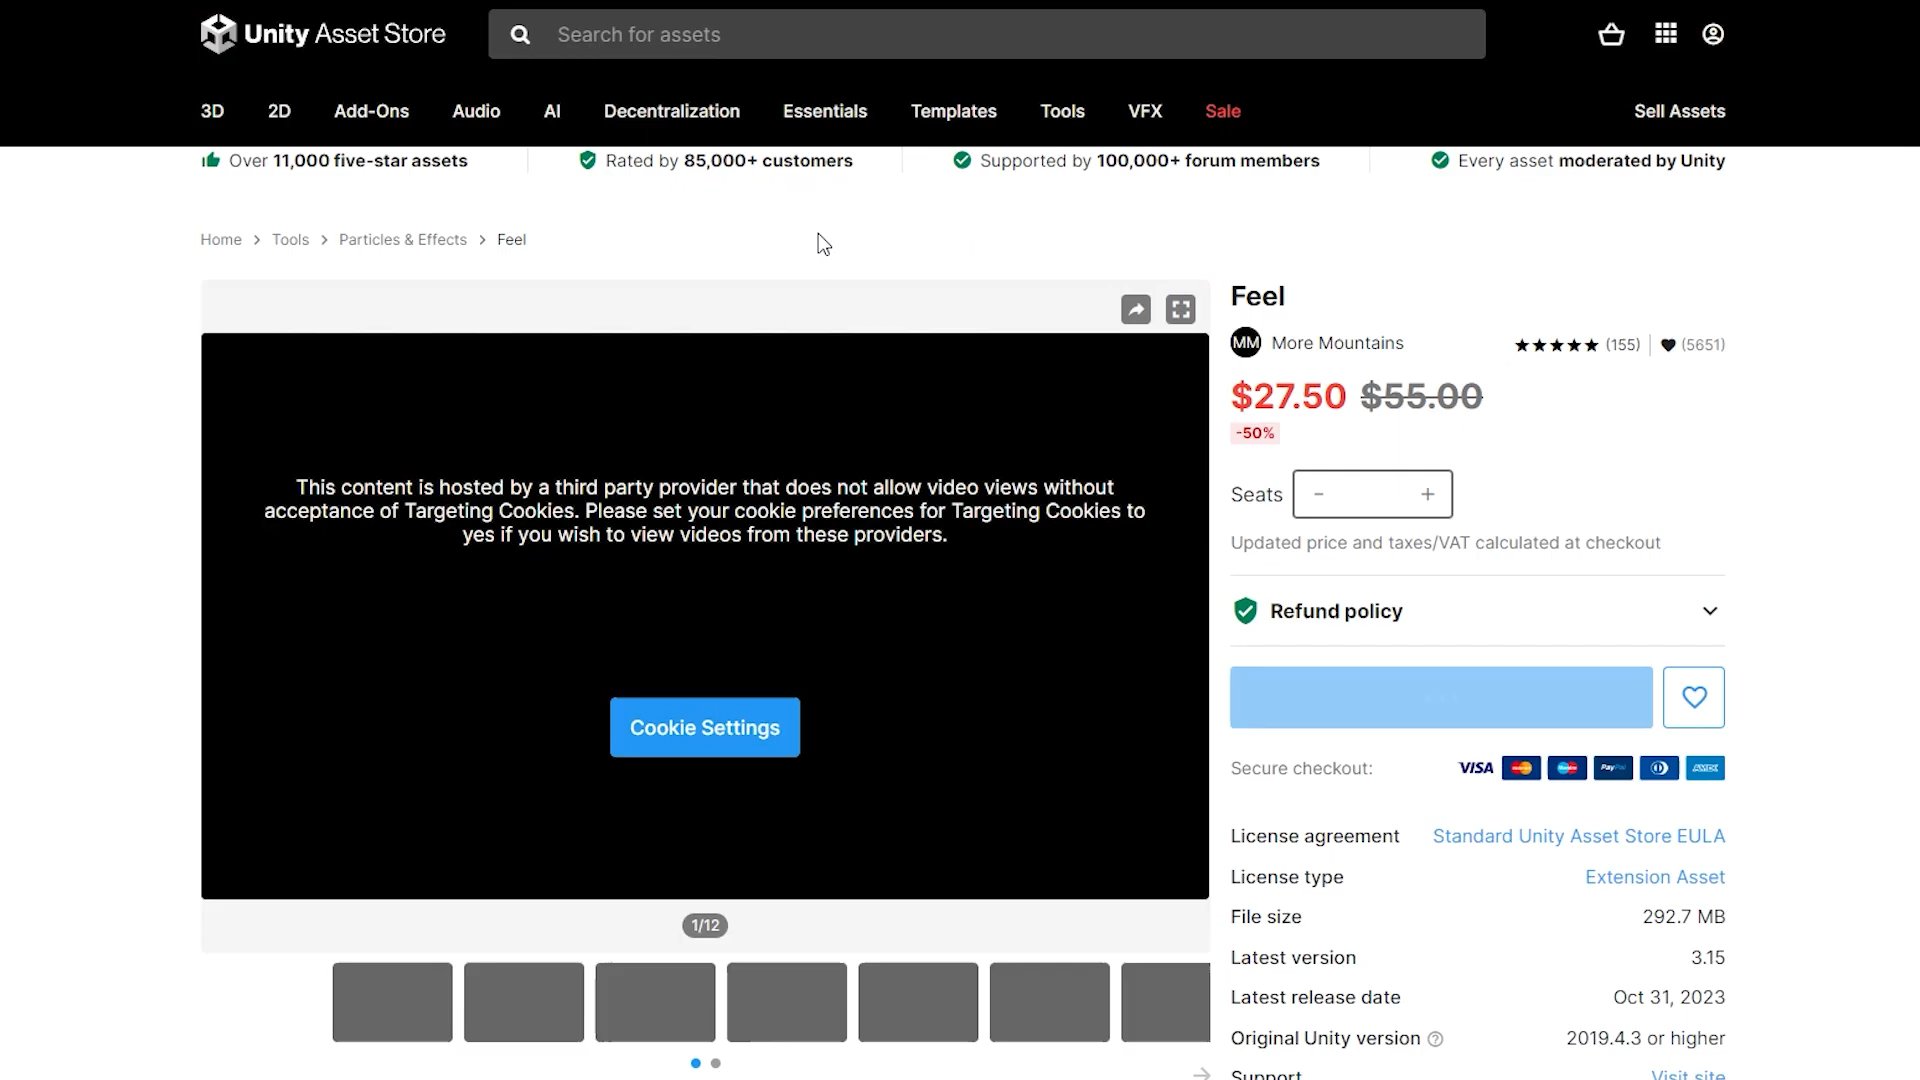 Unity Asset Store
Search for assets
3D 2D Add-Ons Audio AI Decentralization Essentials Templates Tools VFX Sale Sell Assets
Over 11,000 five-star assets
Rated by 85,000+ customers
Supported by 100,000+ forum members
Every asset moderated by Unity
Home > Tools > Particles & Effects > Feel
Feel
MM More Mountains
(155) (5651)
$27.50 $55.00
-50%
Seats - +
Updated price and taxes/VAT calculated at checkout
Refund policy
This content is hosted by a third party provider that does not allow video views without
acceptance of Targeting Cookies. Please set your cookie preferences for Targeting Cookies to
yes if you wish to view videos from these providers.
Cookie Settings
1/12
Secure checkout: VISA PayPal AMEX
License agreement Standard Unity Asset Store EULA
License type Extension Asset
File size 292.7 MB
Latest version 3.15
Latest release date Oct 31, 2023
Original Unity version ? 2019.4.3 or higher
Support Visit site